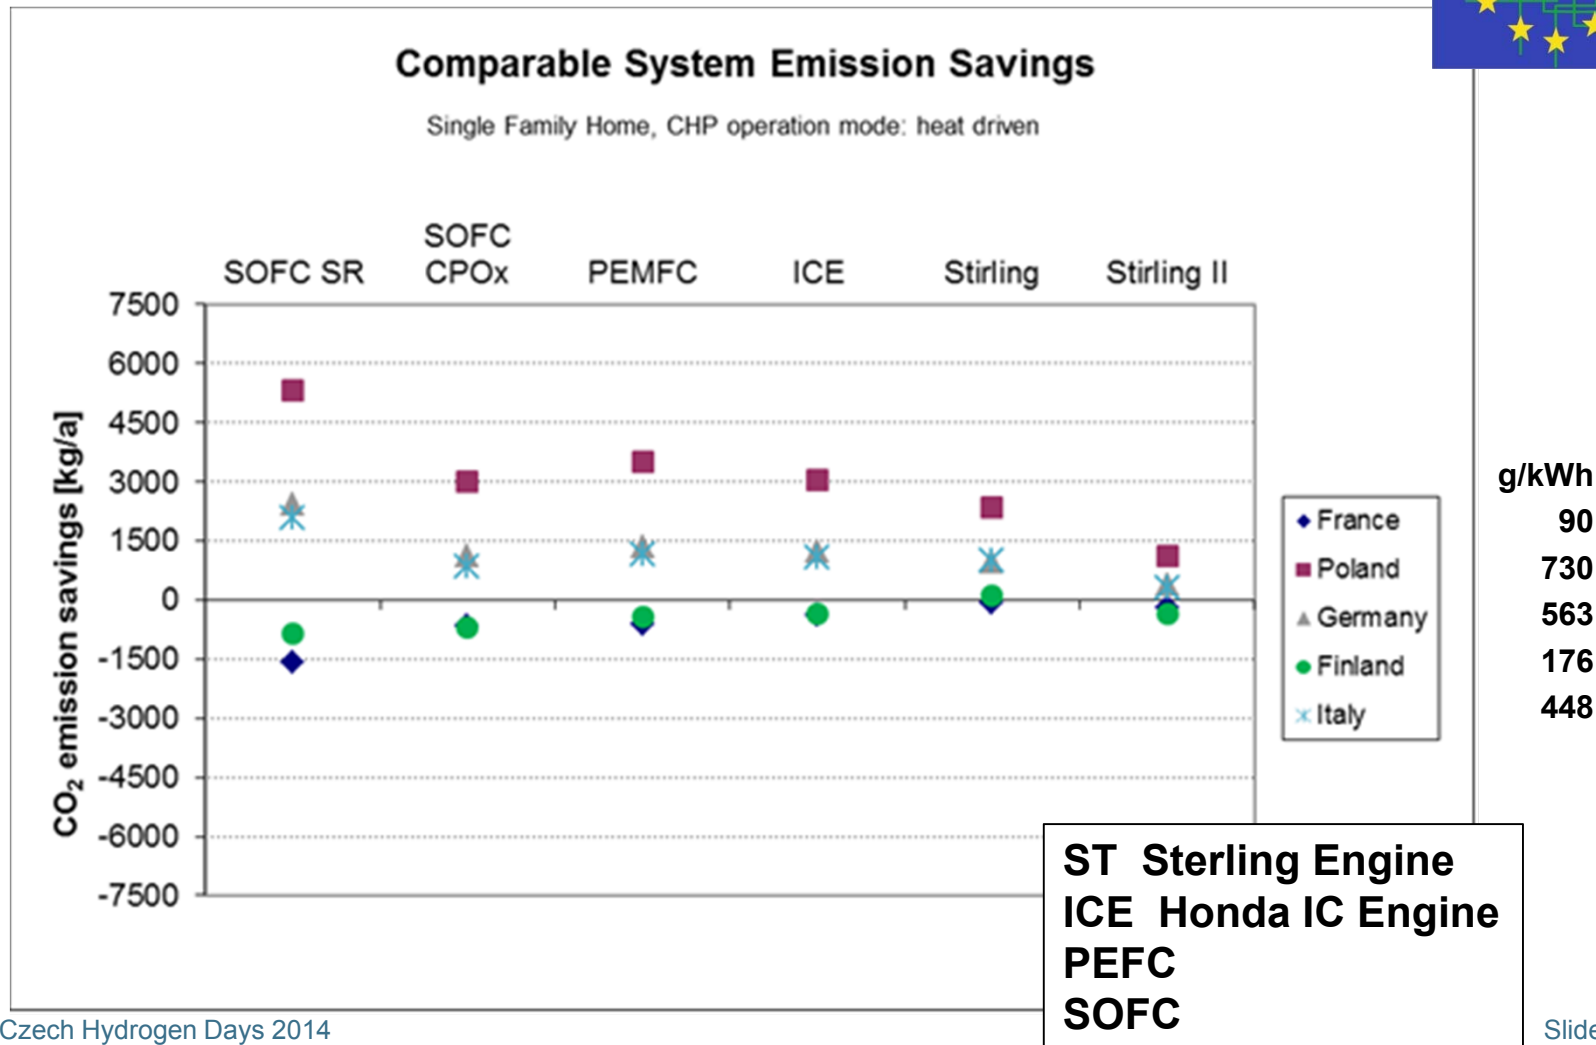 Comparable System Emission Savings
Single Family Home, CHP operation mode: heat driven
SOFC SR
SOFC
CPOx
PEMFC
ICE
Stirling
Stirling II
CO₂ emission savings [kg/a]
7500
6000
4500
3000
1500
0
-1500
-3000
-4500
-6000
-7500
g/kWh
France 90
Poland 730
Germany 563
Finland 176
Italy 448
ST Sterling Engine
ICE Honda IC Engine
PEFC
SOFC
Czech Hydrogen Days 2014
Slide